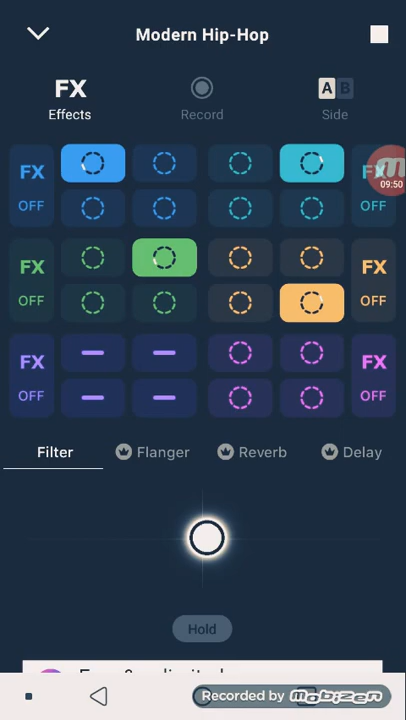 Modern Hip-Hop
FX
A B
Effects
Record
Side
FX
FX
OFF
OFF
09:50
FX
FX
OFF
OFF
FX
FX
OFF
OFF
Filter
Flanger
Reverb
Delay
Hold
Recorded by mobizen